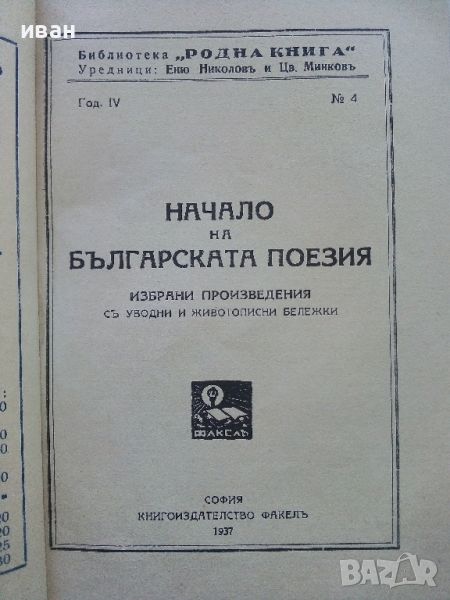 иван
Библиотека „РОДНА КНИГА“
Уредници: Еню Николовъ и Цв. Минковъ
Год. IV
№ 4
НАЧАЛО
НА
БЪЛГАРСКАТА ПОЕЗИЯ
ИЗБРАНИ ПРОИЗВЕДЕНИЯ
СЪ УВОДНИ И ЖИВОТОПИСНИ БЕЛЕЖКИ
ФАКЕЛЪ
СОФИЯ
КНИГОИЗДАТЕЛСТВО ФАКЕЛЪ
1937
BAZAR